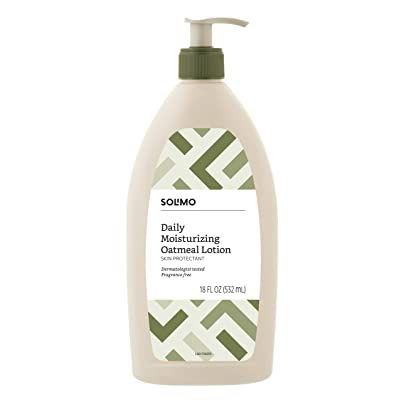 SOLIMO
Daily
Moisturizing
Oatmeal Lotion
SKIN PROTECTANT
Dermatologist tested
Fragrance free
18 FL OZ (532 mL)